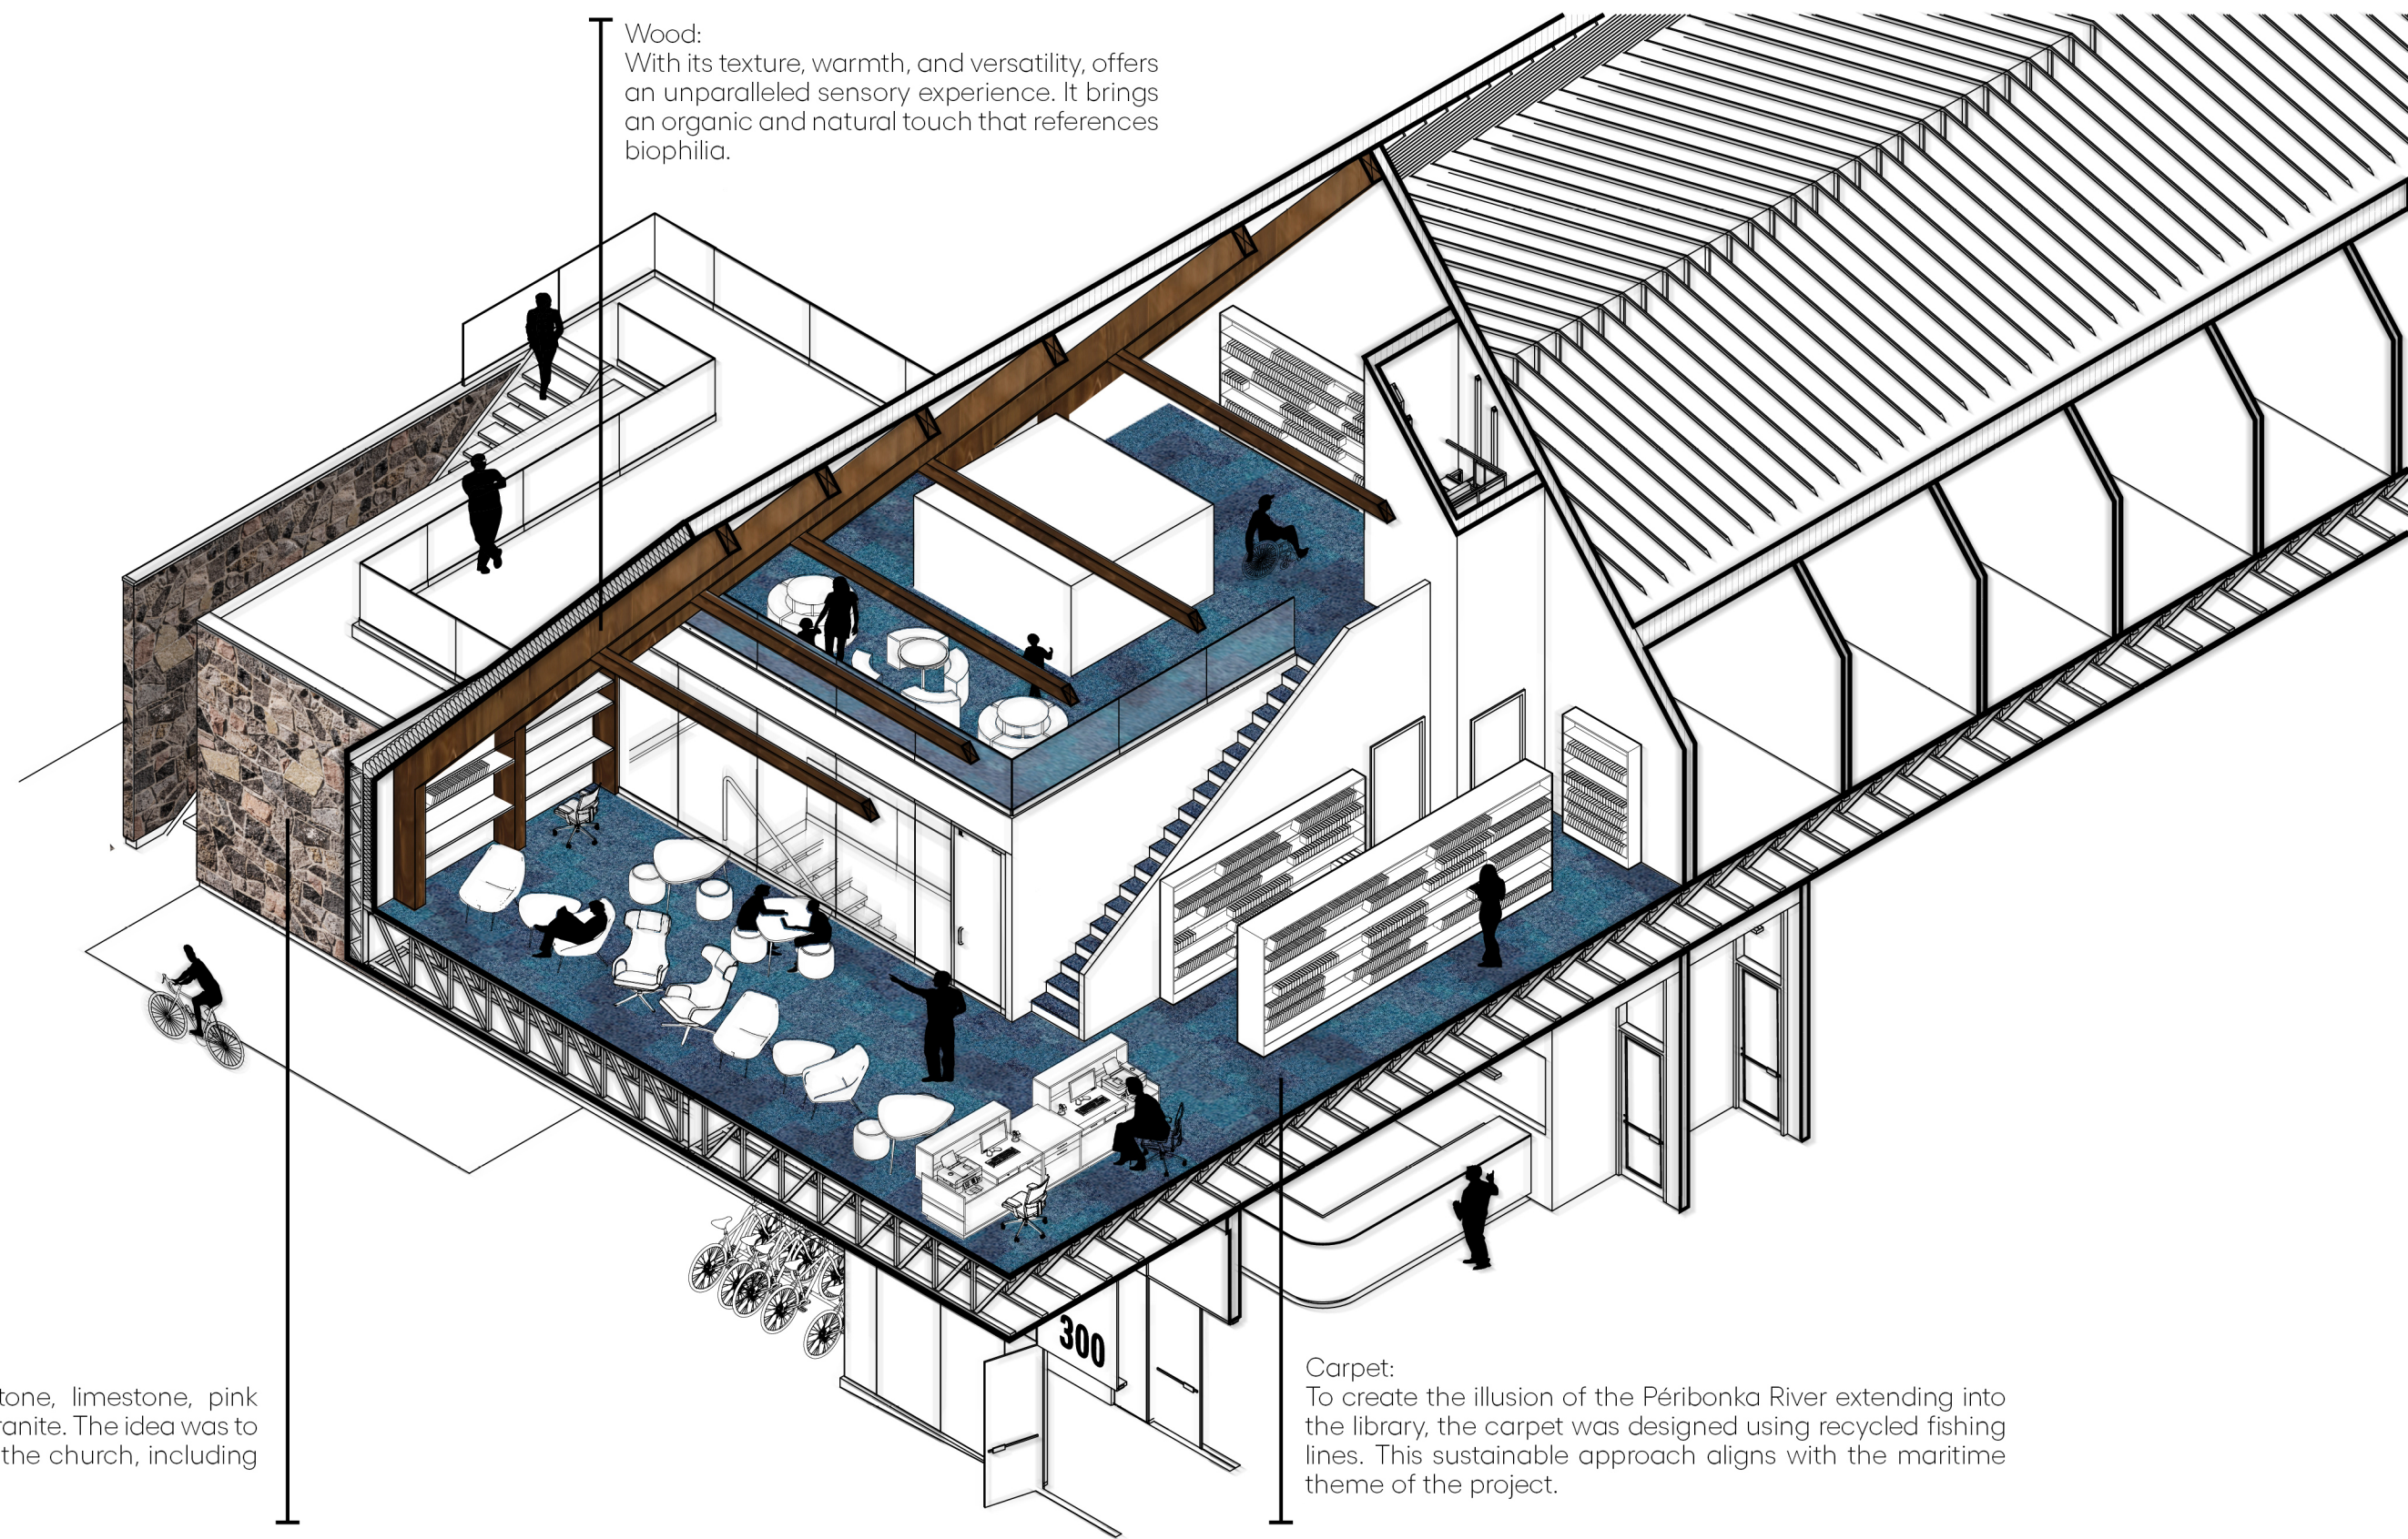 Wood:
With its texture, warmth, and versatility, offers
an unparalleled sensory experience. It brings
an organic and natural touch that references
biophilia.
300
limestone, pink
The idea was to
the church, including
Carpet:
To create the illusion of the Péribonka River extending into
the library, the carpet was designed using recycled fishing
lines. This sustainable approach aligns with the maritime
theme of the project.